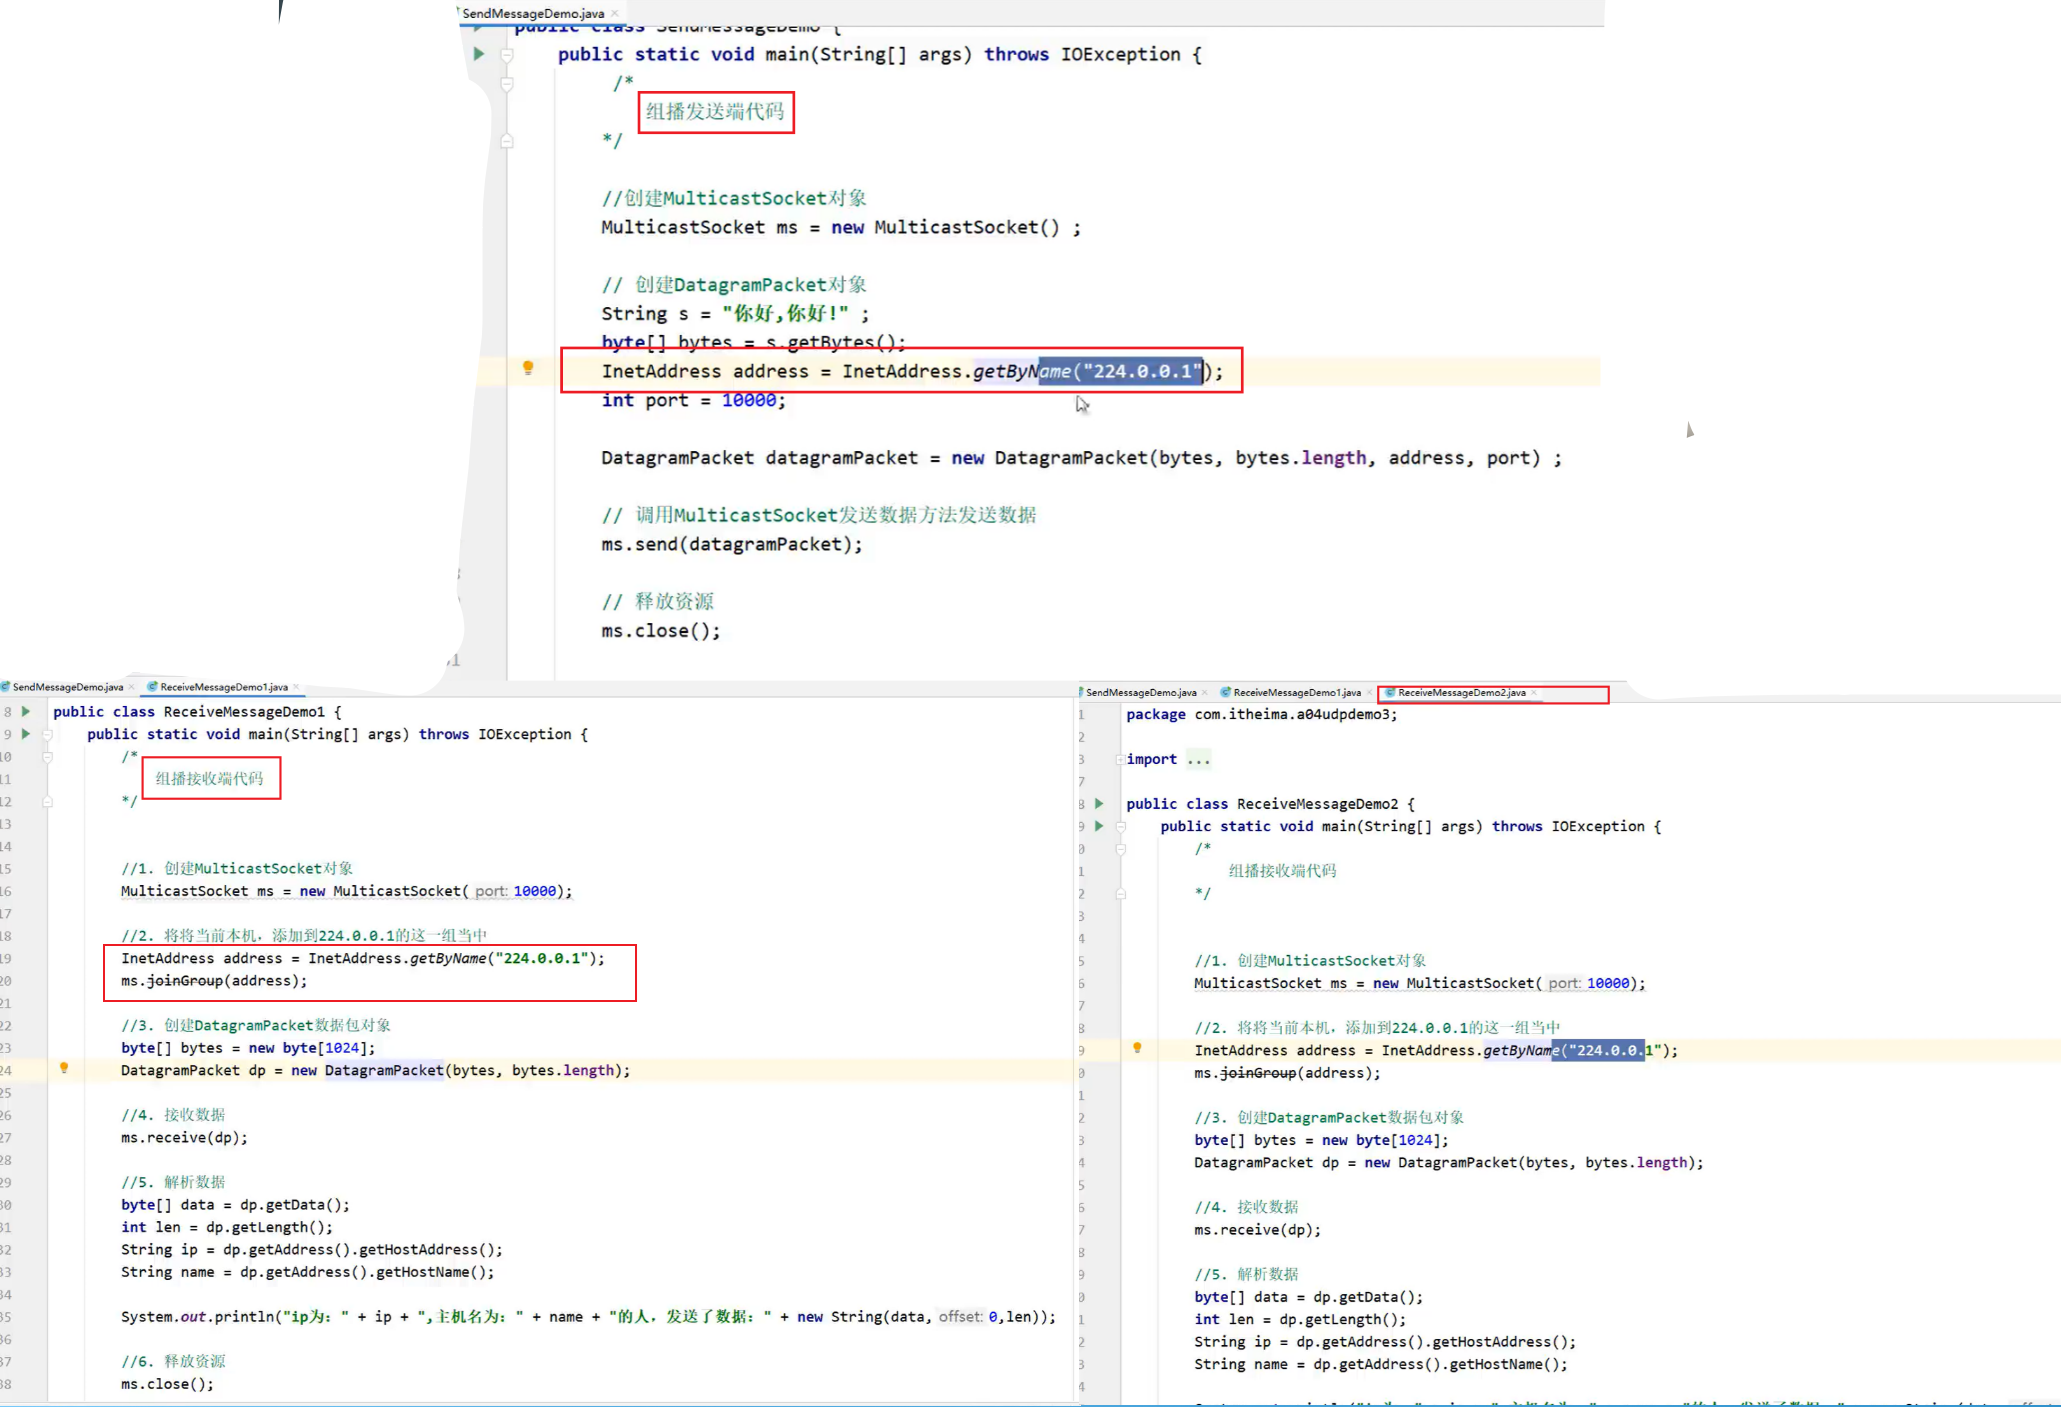 SendMessageDemo.java
public class SendMessageDemo {
public static void main(String[] args) throws IOException {
/*
组播发送端代码
*/
//创建MulticastSocket对象
MulticastSocket ms = new MulticastSocket() ;
// 创建DatagramPacket对象
String s = "你好,你好!" ;
byte[] bytes = s.getBytes();
InetAddress address = InetAddress.getByName("224.0.0.1");
int port = 10000;
DatagramPacket datagramPacket = new DatagramPacket(bytes, bytes.length, address, port) ;
// 调用MulticastSocket发送数据方法发送数据
ms.send(datagramPacket);
// 释放资源
ms.close();
SendMessageDemo.java ReceiveMessageDemo1.java
8 public class ReceiveMessageDemo1 {
9 public static void main(String[] args) throws IOException {
10 /*
11 组播接收端代码
12 */
13
14
15 //1. 创建MulticastSocket对象
16 MulticastSocket ms = new MulticastSocket( port: 10000);
17
18 //2. 将将当前本机，添加到224.0.0.1的这一组当中
19 InetAddress address = InetAddress.getByName("224.0.0.1");
20 ms.joinGroup(address);
21
22 //3. 创建DatagramPacket数据包对象
23 byte[] bytes = new byte[1024];
24 DatagramPacket dp = new DatagramPacket(bytes, bytes.length);
25
26 //4. 接收数据
27 ms.receive(dp);
28
29 //5. 解析数据
30 byte[] data = dp.getData();
31 int len = dp.getLength();
32 String ip = dp.getAddress().getHostAddress();
33 String name = dp.getAddress().getHostName();
34
35 System.out.println("ip为：" + ip + ",主机名为：" + name + "的人，发送了数据：" + new String(data, offset: 0,len));
36
37 //6. 释放资源
38 ms.close();
SendMessageDemo.java ReceiveMessageDemo1.java ReceiveMessageDemo2.java
1 package com.itheima.a04udpdemo3;
2
3 import ...
7
8 public class ReceiveMessageDemo2 {
9 public static void main(String[] args) throws IOException {
0 /*
1 组播接收端代码
2 */
3
4
5 //1. 创建MulticastSocket对象
6 MulticastSocket ms = new MulticastSocket( port: 10000);
7
8 //2. 将将当前本机，添加到224.0.0.1的这一组当中
9 InetAddress address = InetAddress.getByName("224.0.0.1");
0 ms.joinGroup(address);
1
2 //3. 创建DatagramPacket数据包对象
3 byte[] bytes = new byte[1024];
4 DatagramPacket dp = new DatagramPacket(bytes, bytes.length);
5
6 //4. 接收数据
7 ms.receive(dp);
8
9 //5. 解析数据
0 byte[] data = dp.getData();
1 int len = dp.getLength();
2 String ip = dp.getAddress().getHostAddress();
3 String name = dp.getAddress().getHostName();
4